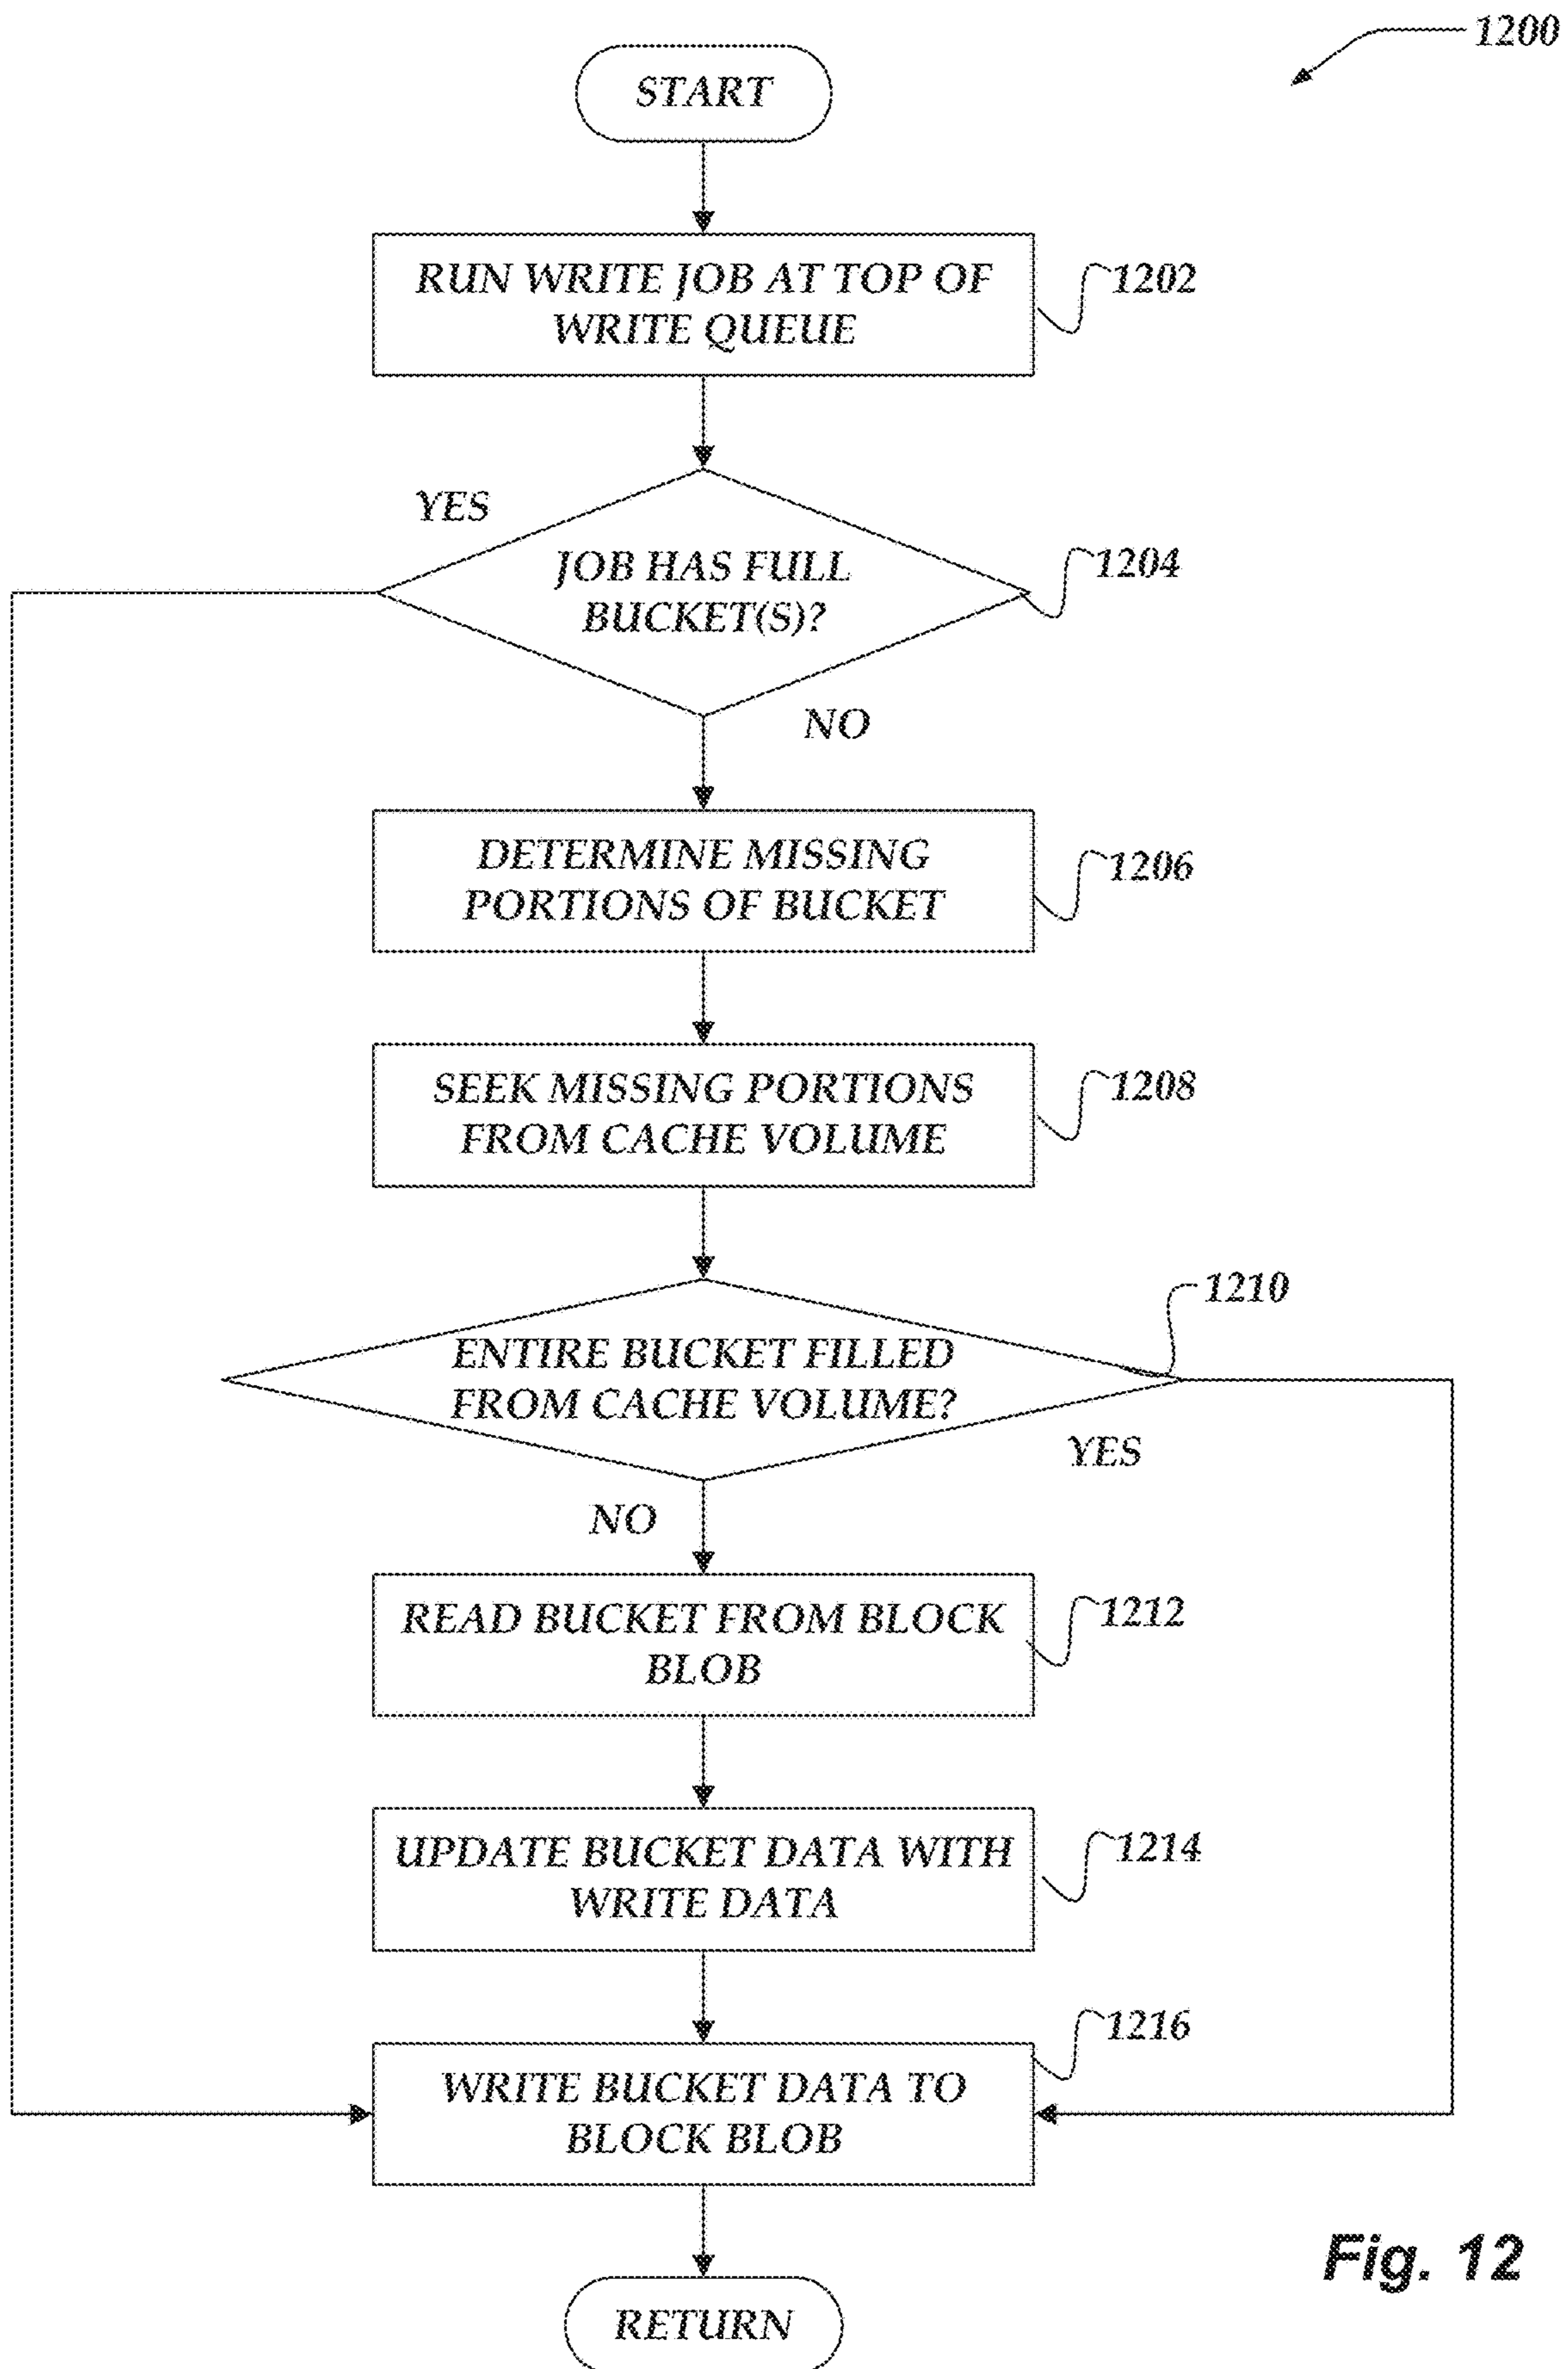 1200
START
RUN WRITE JOB AT TOP OF
WRITE QUEUE
1202
YES
JOB HAS FULL
BUCKET(S)?
1204
NO
DETERMINE MISSING
PORTIONS OF BUCKET
1206
SEEK MISSING PORTIONS
FROM CACHE VOLUME
1208
1210
ENTIRE BUCKET FILLED
FROM CACHE VOLUME?
YES
NO
READ BUCKET FROM BLOCK
BLOB
1212
UPDATE BUCKET DATA WITH
WRITE DATA
1214
1216
WRITE BUCKET DATA TO
BLOCK BLOB
Fig. 12
RETURN